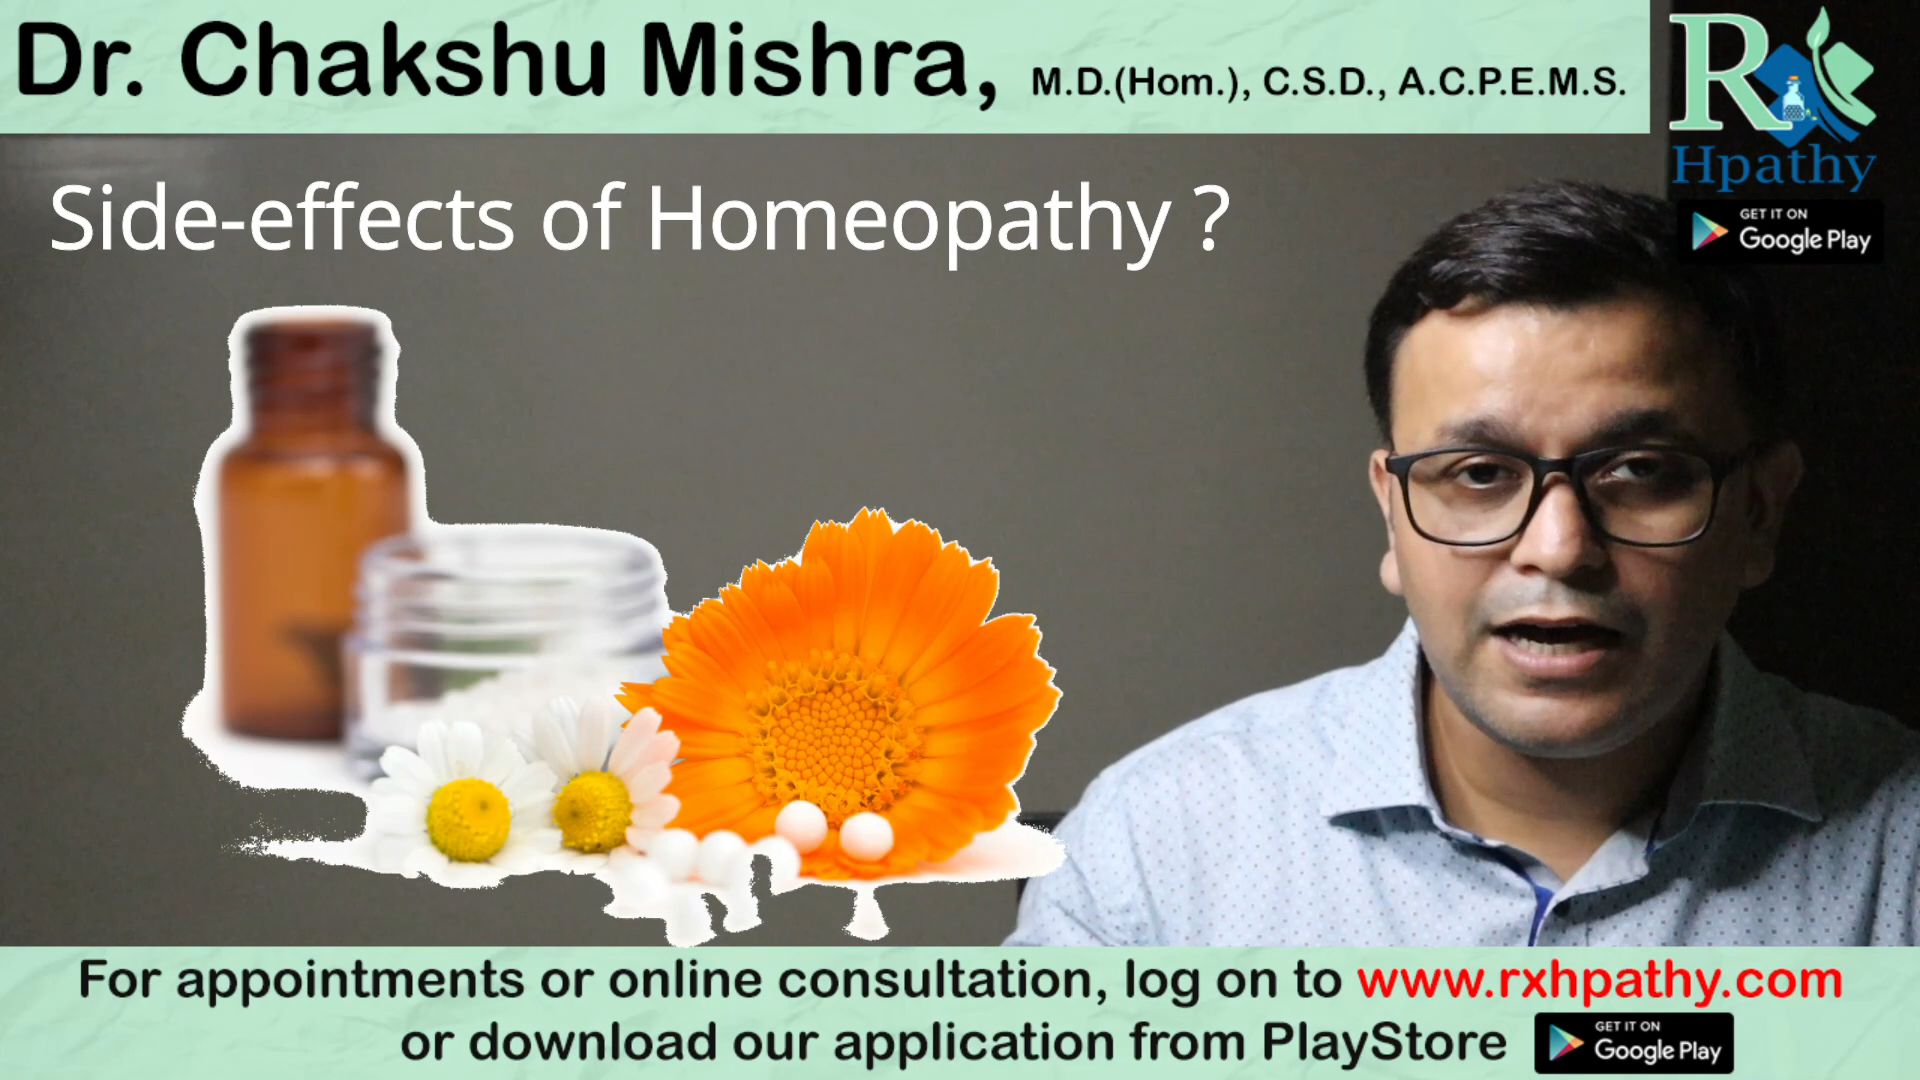 Dr. Chakshu Mishra, M.D.(Hom.), C.S.D., A.C.P.E.M.S.
Rx
Hpathy
GET IT ON
Google Play
Side-effects of Homeopathy ?
For appointments or online consultation, log on to www.rxhpathy.com
or download our application from PlayStore
GET IT ON
Google Play